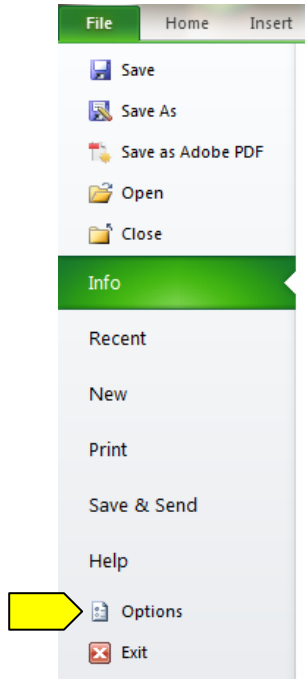 File Home Insert
Save
Save As
Save as Adobe PDF
Open
Close
Info
Recent
New
Print
Save & Send
Help
Options
Exit